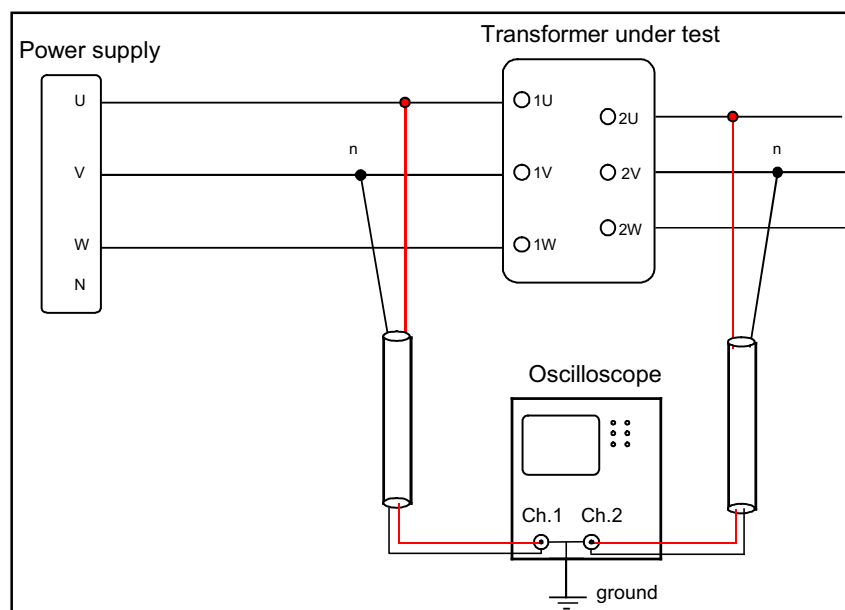 Power supply
Transformer under test
U
1U
2U
n
n
V
1V
2V
W
1W
2W
N
Oscilloscope
Ch.1 Ch.2
ground